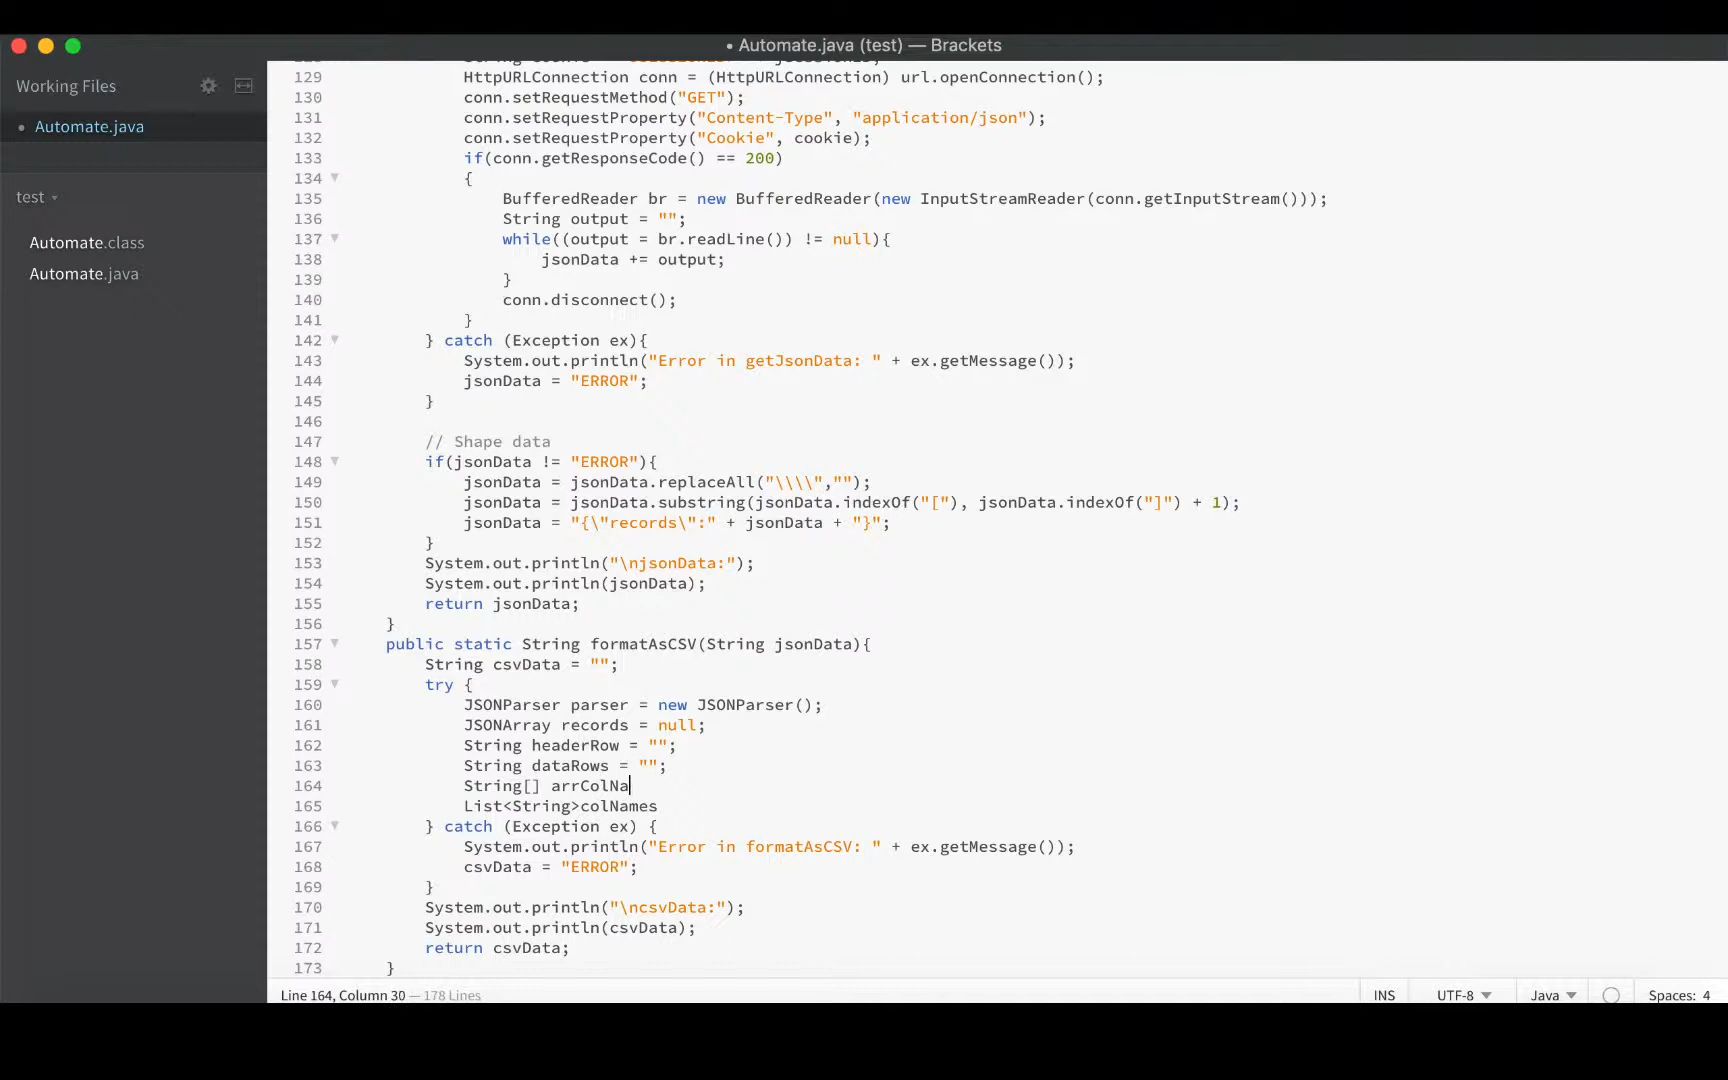 • Automate.java (test) — Brackets
Working Files
• Automate.java
test
Automate.class
Automate.java
129 HttpURLConnection conn = (HttpURLConnection) url.openConnection();
130 conn.setRequestMethod("GET");
131 conn.setRequestProperty("Content-Type", "application/json");
132 conn.setRequestProperty("Cookie", cookie);
133 if(conn.getResponseCode() == 200)
134 {
135 BufferedReader br = new BufferedReader(new InputStreamReader(conn.getInputStream()));
136 String output = "";
137 while((output = br.readLine()) != null){
138 jsonData += output;
139 }
140 conn.disconnect();
141 }
142 } catch (Exception ex){
143 System.out.println("Error in getJsonData: " + ex.getMessage());
144 jsonData = "ERROR";
145 }
146
147 // Shape data
148 if(jsonData != "ERROR"){
149 jsonData = jsonData.replaceAll("\\\\","");
150 jsonData = jsonData.substring(jsonData.indexOf("["), jsonData.indexOf("]") + 1);
151 jsonData = "{\"records\":" + jsonData + "}";
152 }
153 System.out.println("\njsonData:");
154 System.out.println(jsonData);
155 return jsonData;
156 }
157 public static String formatAsCSV(String jsonData){
158 String csvData = "";
159 try {
160 JSONParser parser = new JSONParser();
161 JSONArray records = null;
162 String headerRow = "";
163 String dataRows = "";
164 String[] arrColNa
165 List<String>colNames
166 } catch (Exception ex) {
167 System.out.println("Error in formatAsCSV: " + ex.getMessage());
168 csvData = "ERROR";
169 }
170 System.out.println("\ncsvData:");
171 System.out.println(csvData);
172 return csvData;
173 }
Line 164, Column 30 — 178 Lines
INS UTF-8 Java Spaces: 4